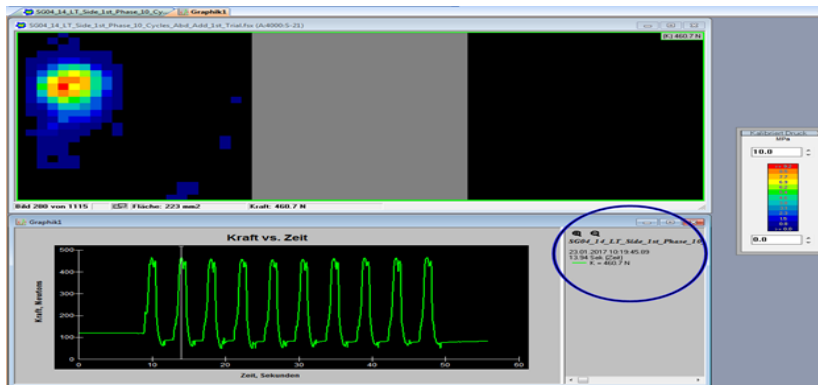 SG04_14_LT_Side_1st_Phase_10_Cy... Graphik1
SG04_14_LT_Side_1st_Phase_10_Cycles_Abd_Add_1st_Trial.fsx (A:4000:S-21)
(K) 460.7 N
Bild 200 von 1115 Fläche: 223 mm2 Kraft: 460.7 N
Kalibriert Druck
MPa
10.0
0.0
Graphik1
Kraft vs. Zeit
Kraft, Newtons
500
400
300
200
100
0
0 10 20 30 40 50 60
Zeit, Sekunden
SG04_14_LT_Side_1st_Phase_10
23.01.2017 10:19:45.89
13.94 Sek (Zeit)
K = 460.7 N